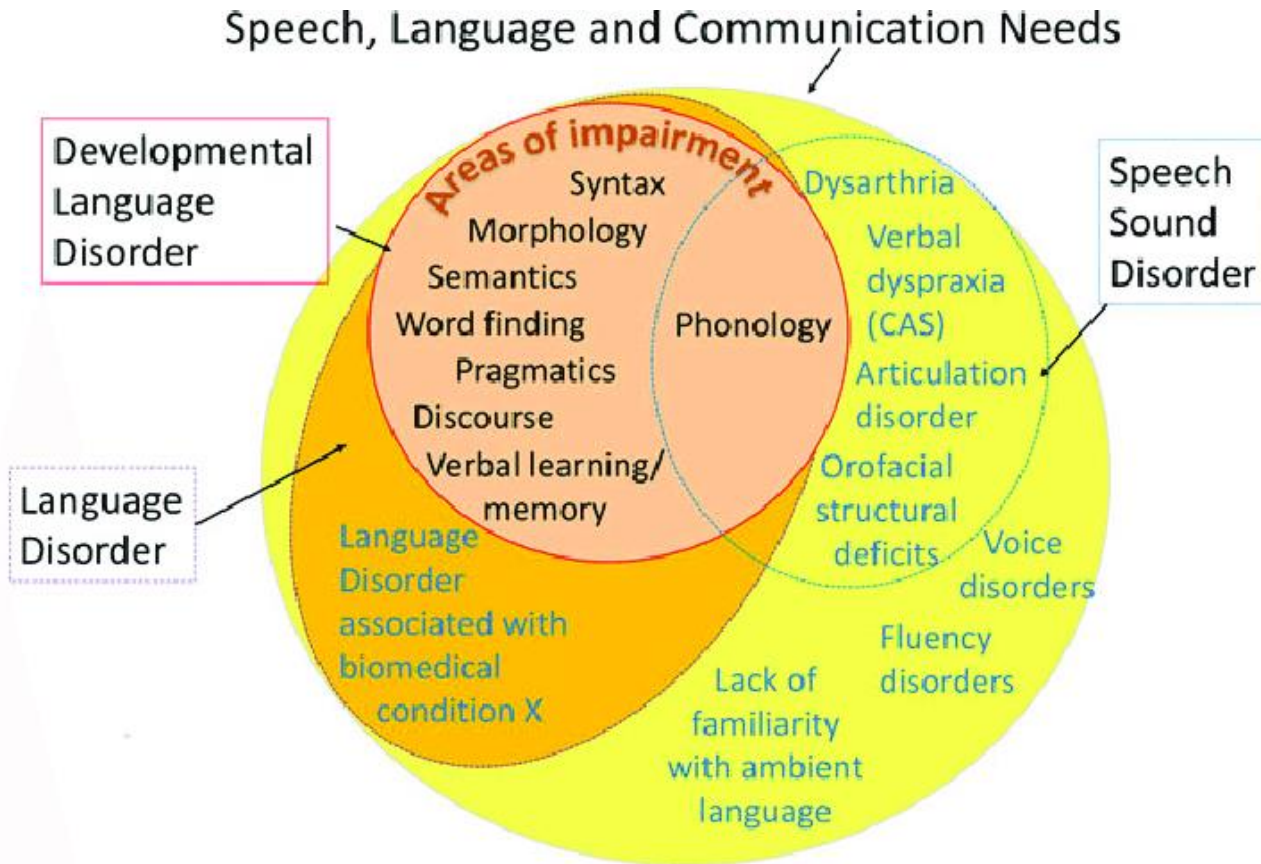 Speech, Language and Communication Needs
Developmental
Language
Disorder
Areas of impairment
Syntax
Morphology
Semantics
Word finding
Pragmatics
Discourse
Verbal learning/
memory
Phonology
Dysarthria
Verbal
dyspraxia
(CAS)
Articulation
disorder
Orofacial
structural
deficits
Speech
Sound
Disorder
Language
Disorder
Language
Disorder
associated with
biomedical
condition X
Voice
disorders
Fluency
disorders
Lack of
familiarity
with ambient
language